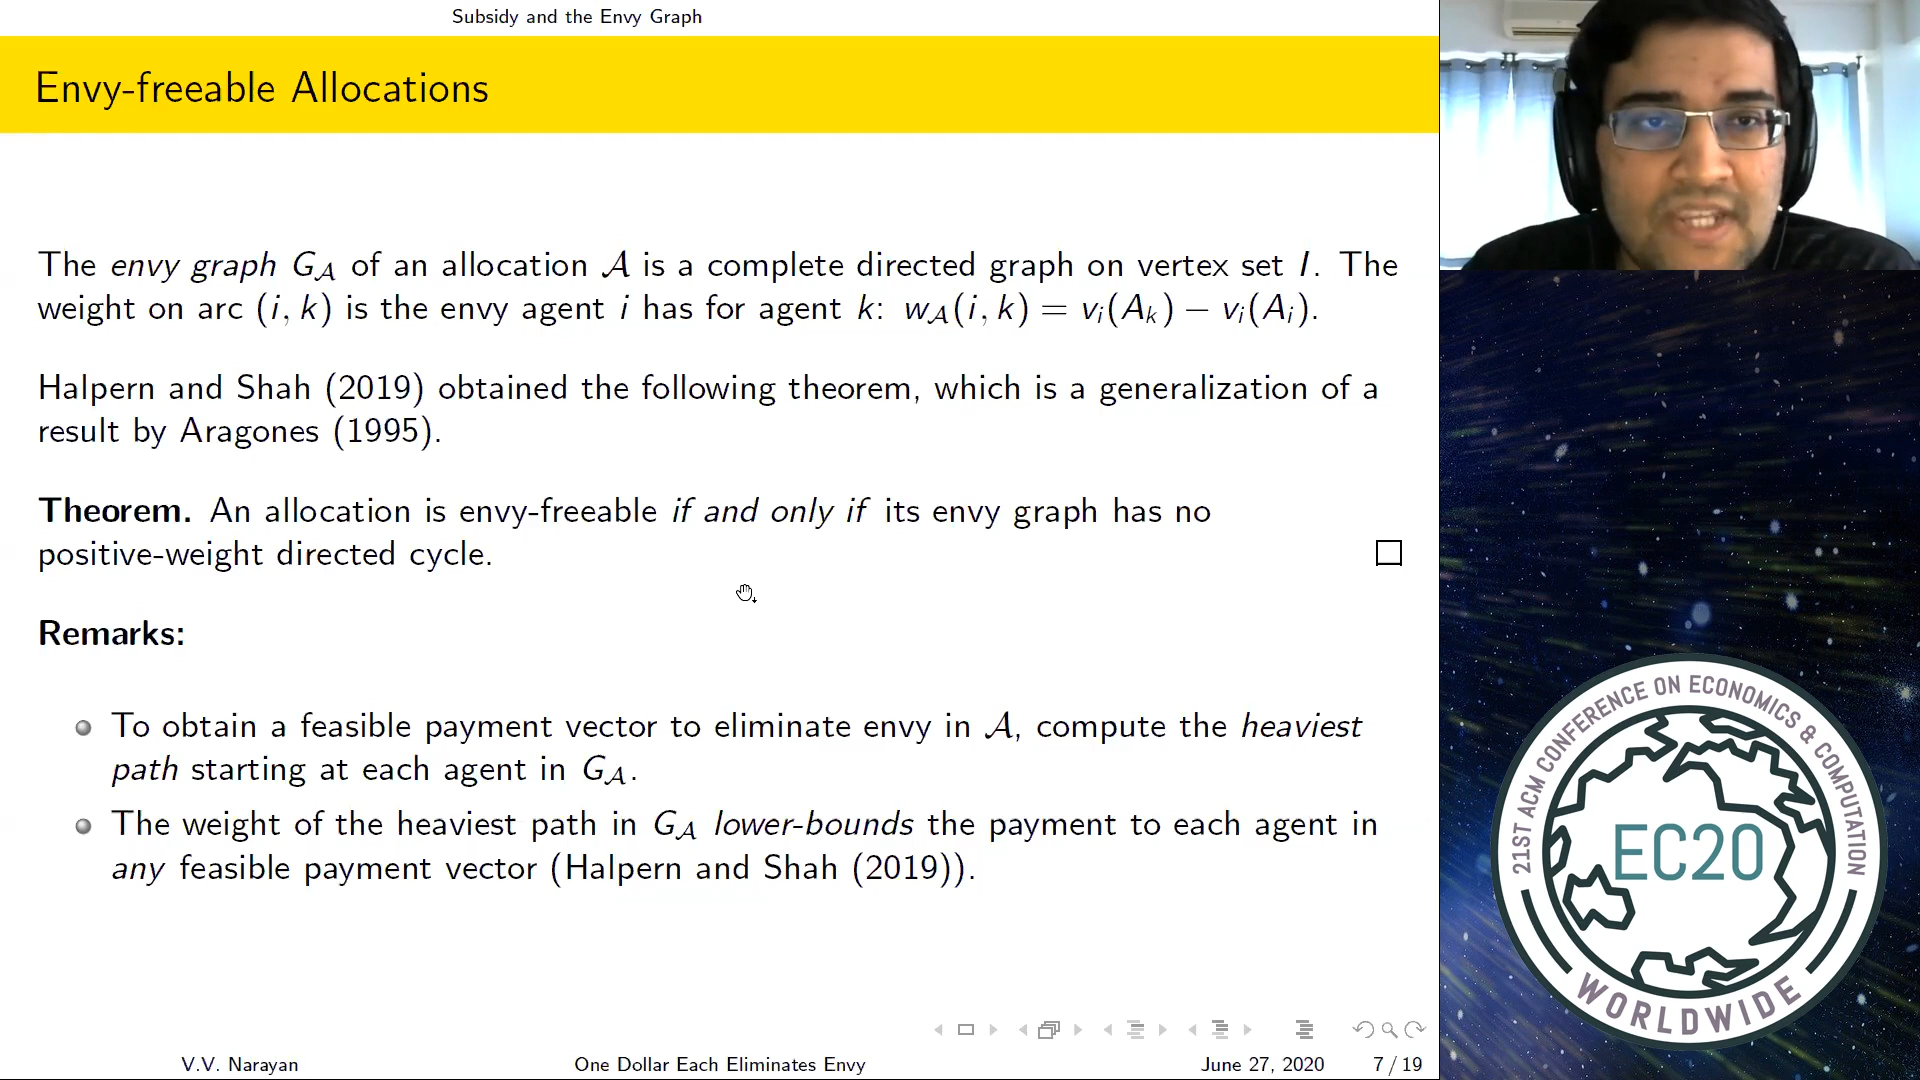 Subsidy and the Envy Graph
Envy-freeable Allocations
The envy graph G_𝒜 of an allocation 𝒜 is a complete directed graph on vertex set I. The
weight on arc (i, k) is the envy agent i has for agent k: w_𝒜(i, k) = v_i(A_k) − v_i(A_i).
Halpern and Shah (2019) obtained the following theorem, which is a generalization of a
result by Aragones (1995).
Theorem. An allocation is envy-freeable if and only if its envy graph has no
positive-weight directed cycle. □
Remarks:
To obtain a feasible payment vector to eliminate envy in 𝒜, compute the heaviest
path starting at each agent in G_𝒜.
The weight of the heaviest path in G_𝒜 lower-bounds the payment to each agent in
any feasible payment vector (Halpern and Shah (2019)).
V.V. Narayan One Dollar Each Eliminates Envy June 27, 2020 7 / 19
21ST ACM CONFERENCE ON ECONOMICS & COMPUTATION
EC20
WORLDWIDE